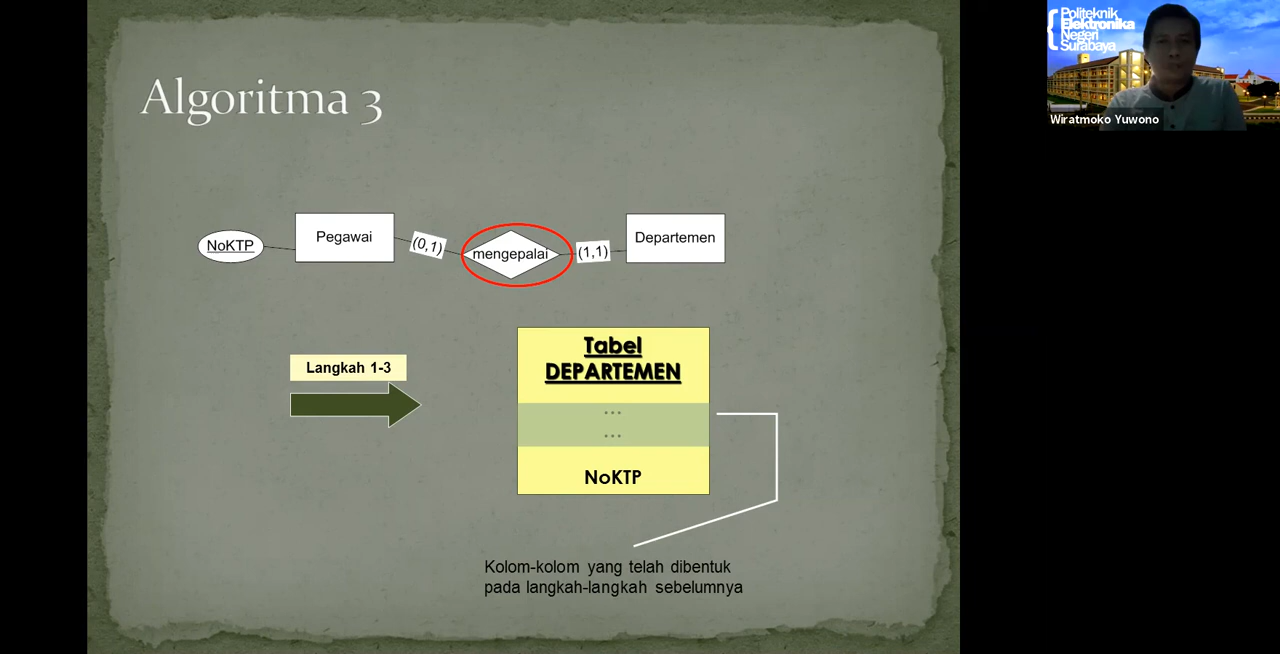 Algoritma 3
NoKTP
Pegawai
(0,1)
mengepalai
(1,1)
Departemen
Langkah 1-3
Tabel
DEPARTEMEN
...
...
NoKTP
Kolom-kolom yang telah dibentuk
pada langkah-langkah sebelumnya
Politeknik
Elektronika
Negeri
Surabaya
Wiratmoko Yuwono